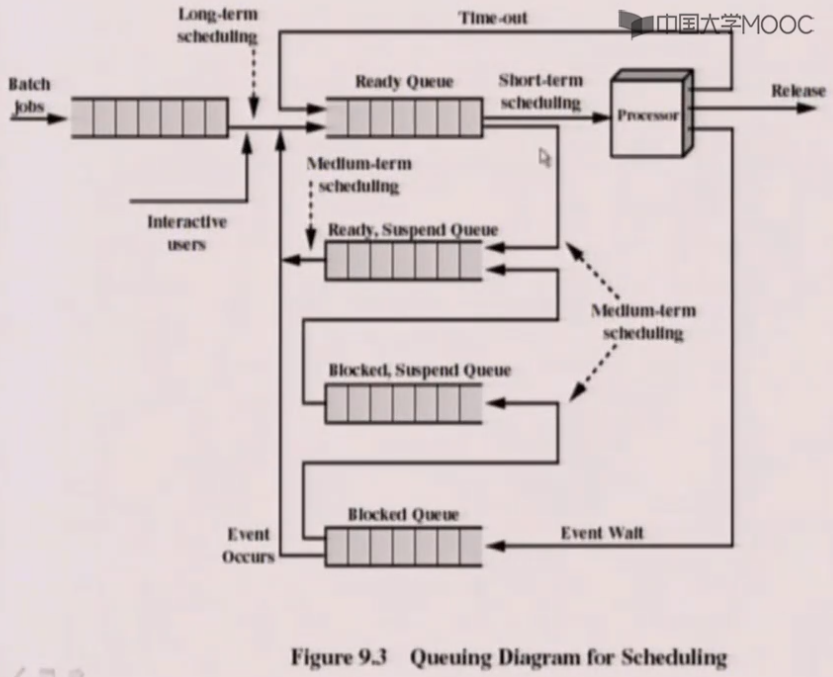 中国大学MOOC
Long-term
scheduling
Time-out
Batch
jobs
Ready Queue
Short-term
scheduling
Processor
Release
Medium-term
scheduling
Interactive
users
Ready, Suspend Queue
Medium-term
scheduling
Blocked, Suspend Queue
Blocked Queue
Event
Occurs
Event Wait
Figure 9.3 Queuing Diagram for Scheduling